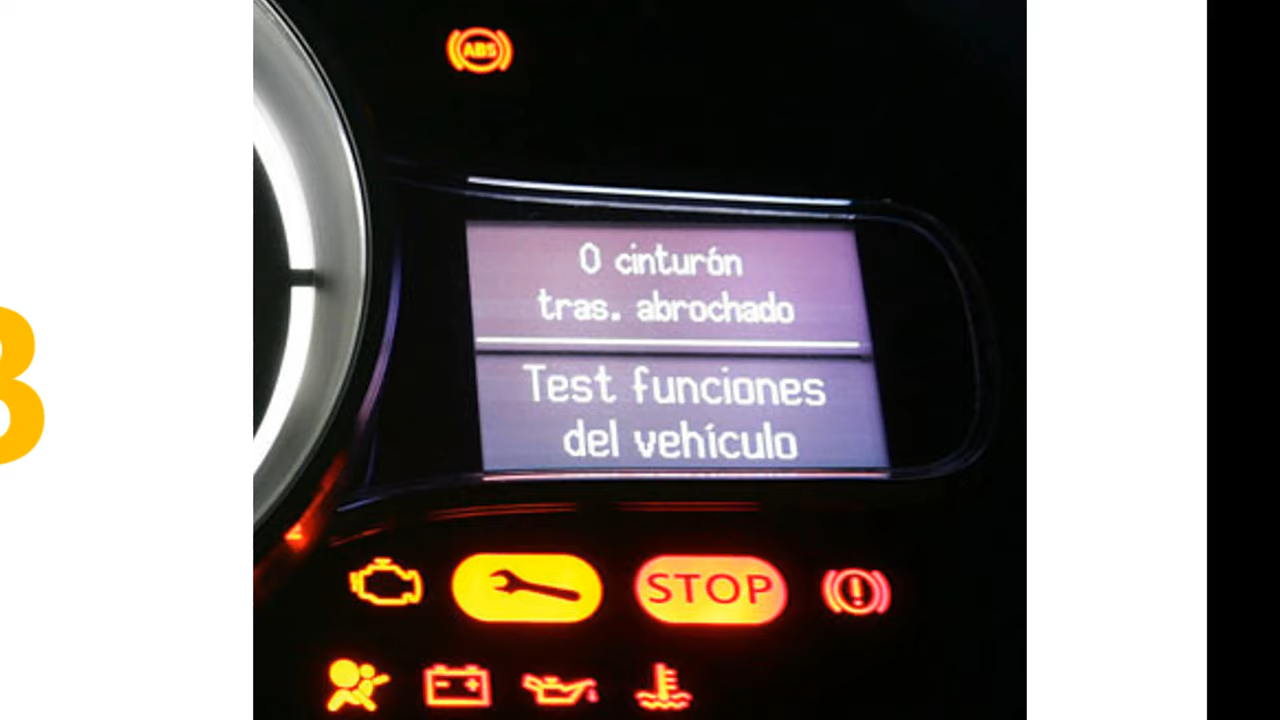 ABS
0 cinturón
tras. abrochado
Test funciones
del vehículo
STOP